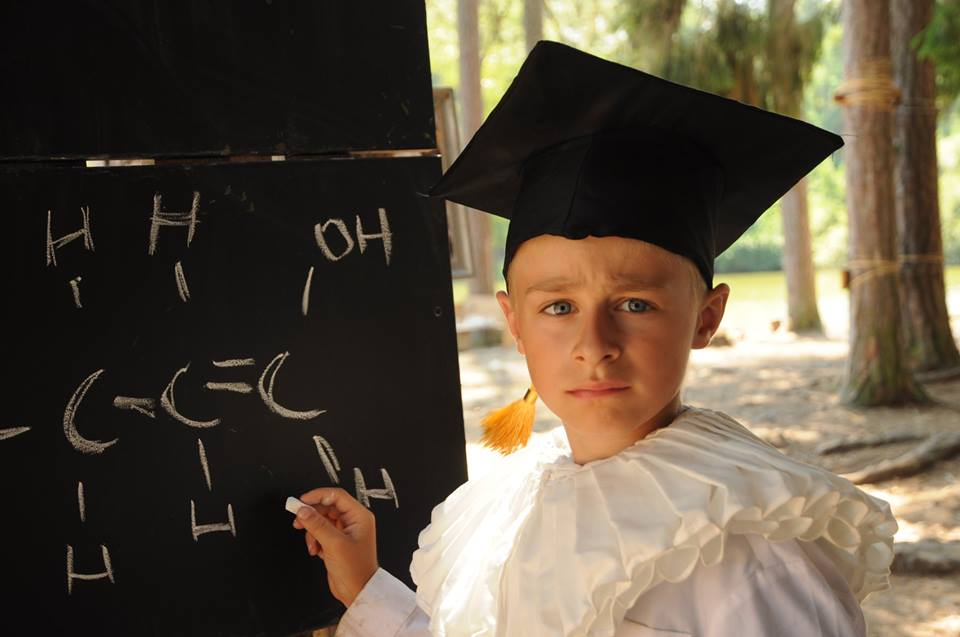 H H OH
- C - C = C
H H H